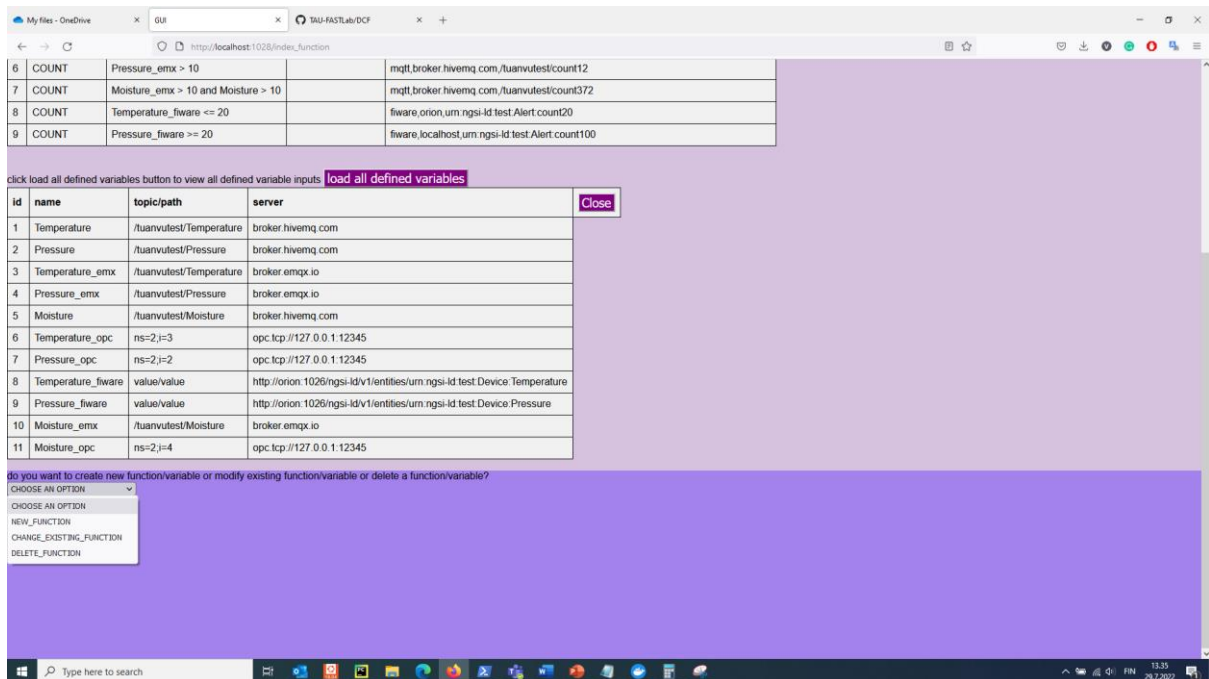 My files - OneDrive
GUI
TAU-FASTLab/DCF
http://localhost:1028/index_function
6 COUNT Pressure_emx > 10 mqtt,broker.hivemq.com,/tuanvutest/count12
7 COUNT Moisture_emx > 10 and Moisture > 10 mqtt,broker.hivemq.com,/tuanvutest/count372
8 COUNT Temperature_fiware <= 20 fiware,orion,urn:ngsi-ld:test:Alert:count20
9 COUNT Pressure_fiware >= 20 fiware,localhost,urn:ngsi-ld:test:Alert:count100
click load all defined variables button to view all defined variable inputs load all defined variables
id name topic/path server Close
1 Temperature /tuanvutest/Temperature broker.hivemq.com
2 Pressure /tuanvutest/Pressure broker.hivemq.com
3 Temperature_emx /tuanvutest/Temperature broker.emqx.io
4 Pressure_emx /tuanvutest/Pressure broker.emqx.io
5 Moisture /tuanvutest/Moisture broker.hivemq.com
6 Temperature_opc ns=2;i=3 opc.tcp://127.0.0.1:12345
7 Pressure_opc ns=2;i=2 opc.tcp://127.0.0.1:12345
8 Temperature_fiware value/value http://orion:1026/ngsi-ld/v1/entities/urn:ngsi-ld:test:Device:Temperature
9 Pressure_fiware value/value http://orion:1026/ngsi-ld/v1/entities/urn:ngsi-ld:test:Device:Pressure
10 Moisture_emx /tuanvutest/Moisture broker.emqx.io
11 Moisture_opc ns=2;i=4 opc.tcp://127.0.0.1:12345
do you want to create new function/variable or modify existing function/variable or delete a function/variable?
CHOOSE AN OPTION
CHOOSE AN OPTION
NEW_FUNCTION
CHANGE_EXISTING_FUNCTION
DELETE_FUNCTION
Type here to search
FIN
13.35
29.7.2022